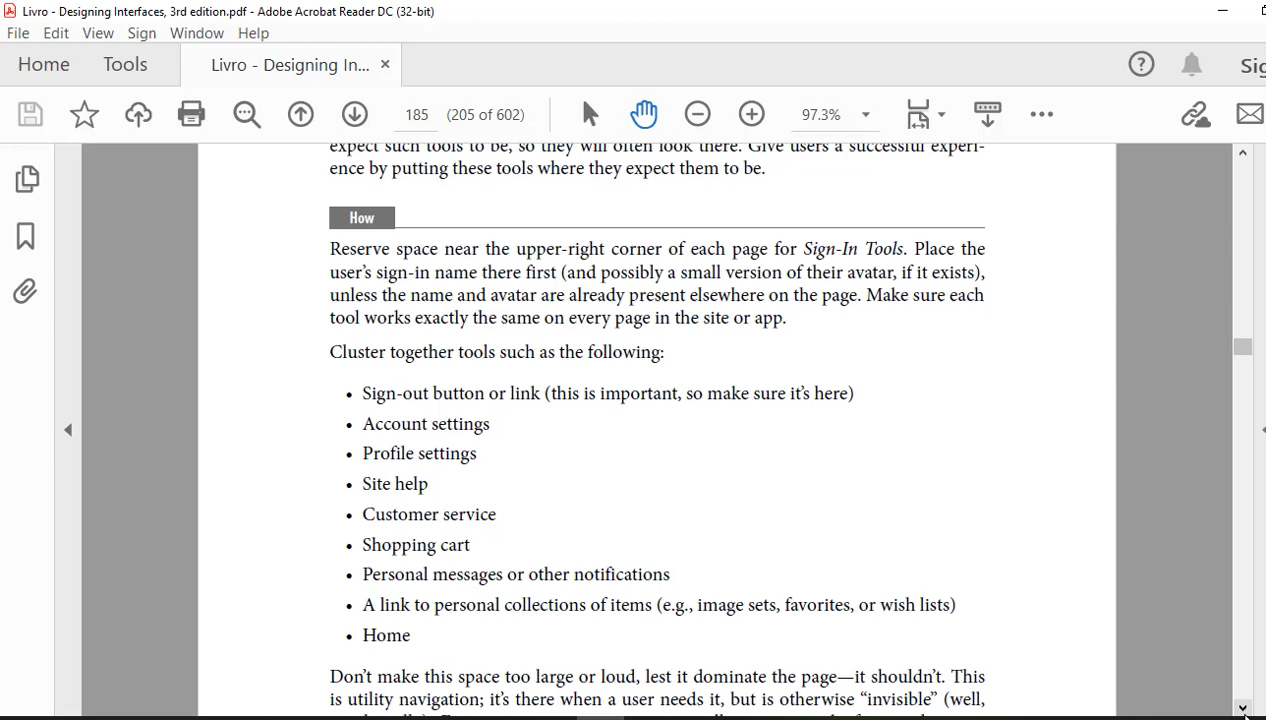 Livro - Designing Interfaces, 3rd edition.pdf - Adobe Acrobat Reader DC (32-bit)
File Edit View Sign Window Help
Home Tools Livro - Designing In... ×
185 (205 of 602) 97.3%
expect such tools to be, so they will often look there. Give users a successful experi-
ence by putting these tools where they expect them to be.
How
Reserve space near the upper-right corner of each page for Sign-In Tools. Place the
user’s sign-in name there first (and possibly a small version of their avatar, if it exists),
unless the name and avatar are already present elsewhere on the page. Make sure each
tool works exactly the same on every page in the site or app.
Cluster together tools such as the following:
• Sign-out button or link (this is important, so make sure it’s here)
• Account settings
• Profile settings
• Site help
• Customer service
• Shopping cart
• Personal messages or other notifications
• A link to personal collections of items (e.g., image sets, favorites, or wish lists)
• Home
Don’t make this space too large or loud, lest it dominate the page—it shouldn’t. This
is utility navigation; it’s there when a user needs it, but is otherwise “invisible” (well,